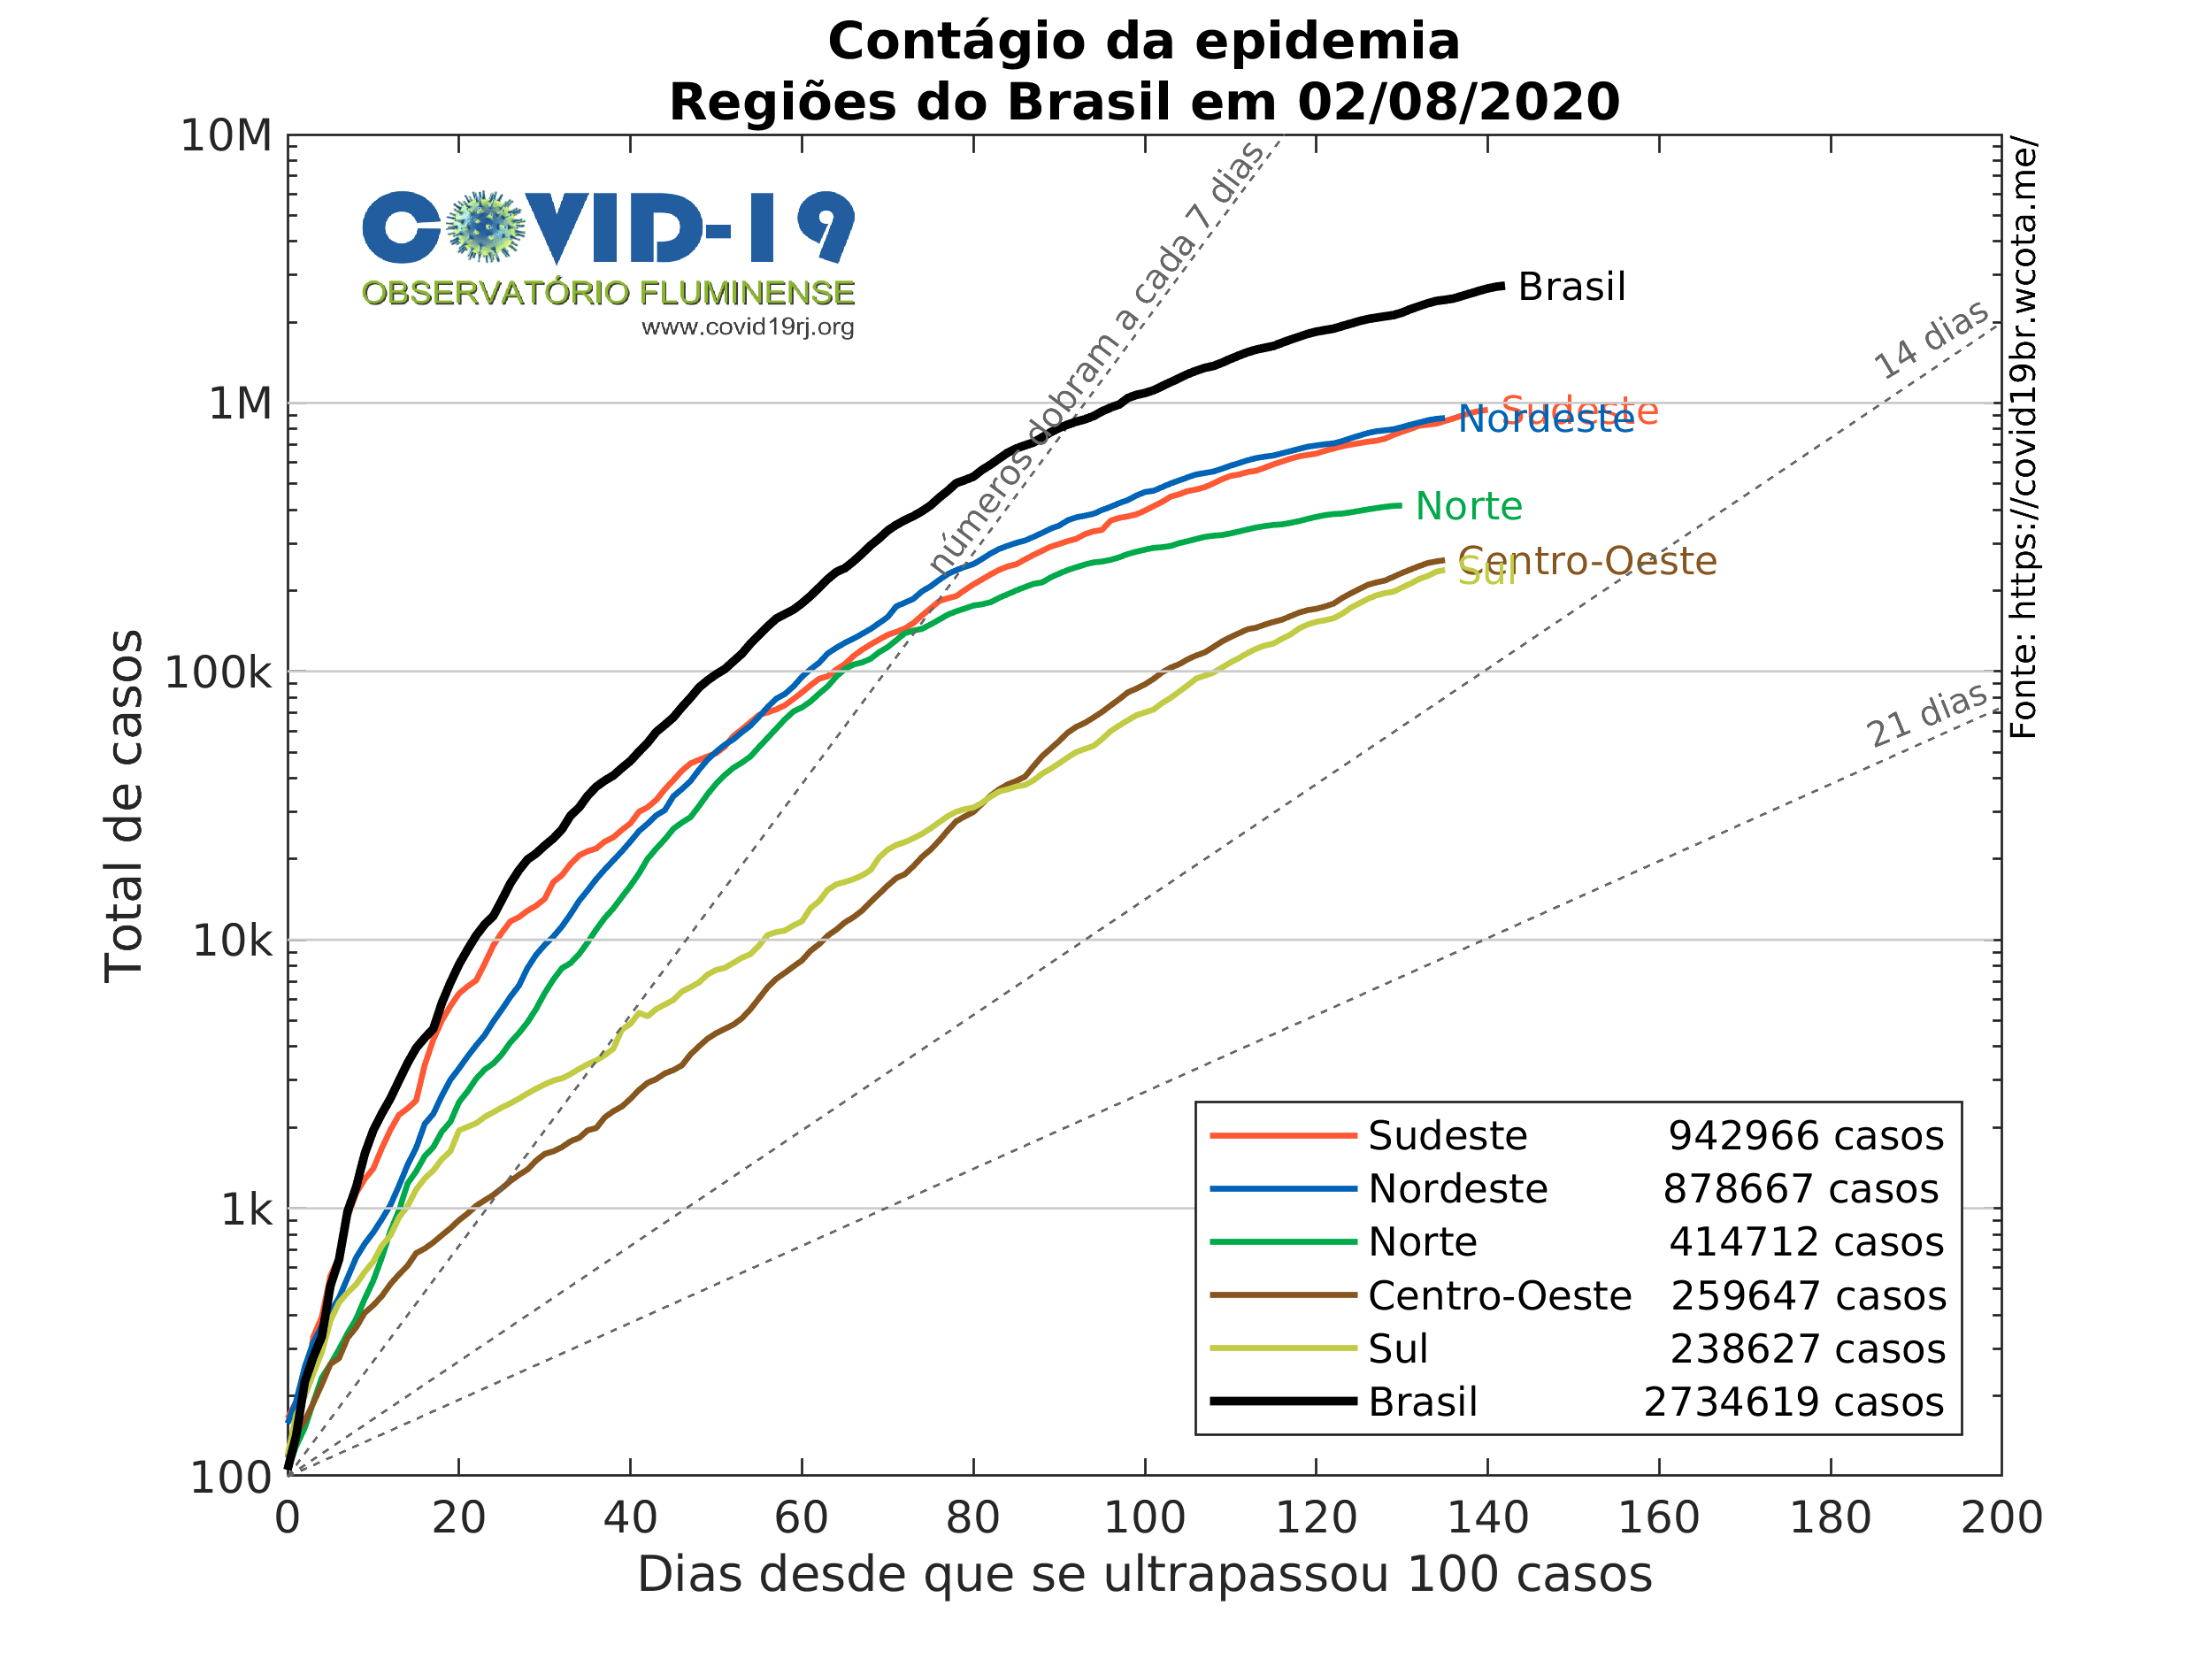 Contágio da epidemia
Regiões do Brasil em 02/08/2020
COVID-19
OBSERVATÓRIO FLUMINENSE
www.covid19rj.org
Total de casos
10M
1M
100k
10k
1k
100
números dobram a cada 7 dias
14 dias
21 dias
Brasil
Sudeste
Nordeste
Norte
Centro-Oeste
Sul
Fonte: https://covid19br.wcota.me/
Sudeste 942966 casos
Nordeste 878667 casos
Norte 414712 casos
Centro-Oeste 259647 casos
Sul 238627 casos
Brasil 2734619 casos
0 20 40 60 80 100 120 140 160 180 200
Dias desde que se ultrapassou 100 casos